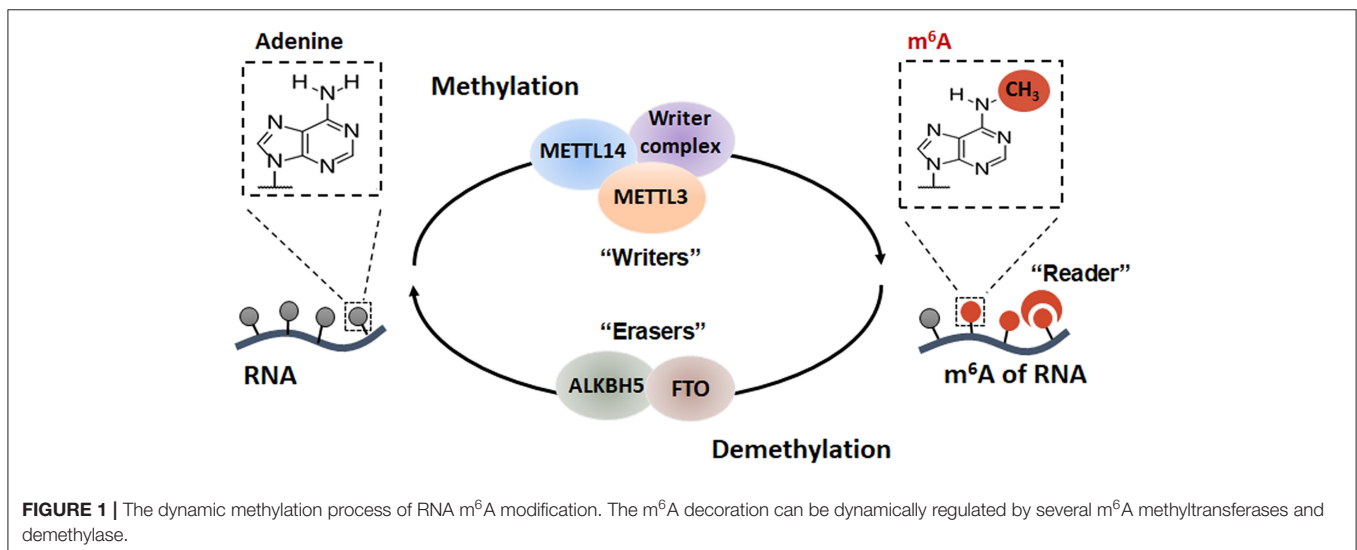 Adenine
H
H
N
N
N
N
N
Methylation
METTL14
Writer
complex
METTL3
“Writers”
m⁶A
CH₃
H
N
N
N
N
N
“Reader”
RNA
“Erasers”
ALKBH5
FTO
m⁶A of RNA
Demethylation
FIGURE 1 | The dynamic methylation process of RNA m⁶A modification. The m⁶A decoration can be dynamically regulated by several m⁶A methyltransferases and
demethylase.